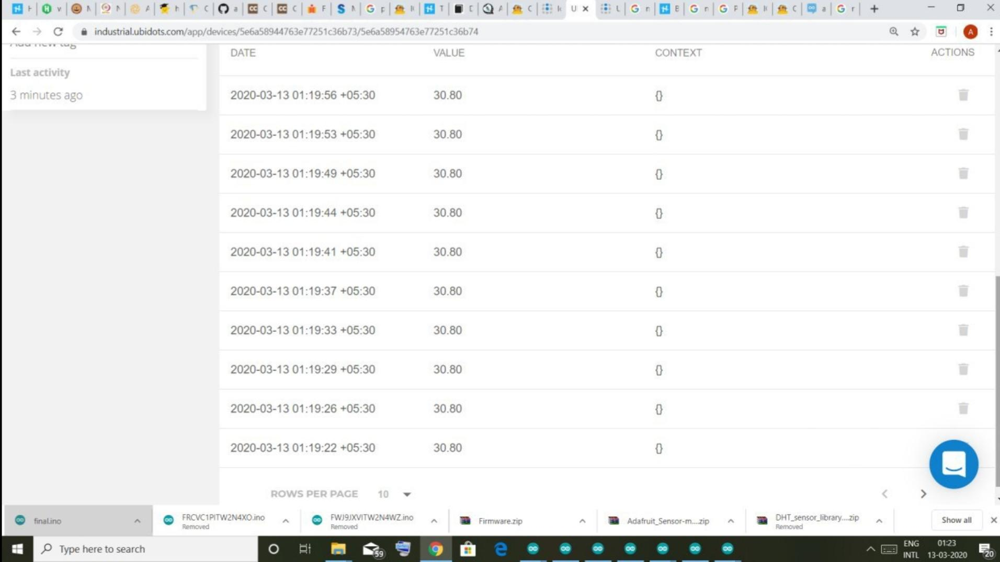 industrial.ubidots.com/app/devices/5e6a58944763e77251c36b73/5e6a58954763e77251c36b74
A
Add new tag
Last activity
3 minutes ago
DATE VALUE CONTEXT ACTIONS
2020-03-13 01:19:56 +05:30 30.80 {}
2020-03-13 01:19:53 +05:30 30.80 {}
2020-03-13 01:19:49 +05:30 30.80 {}
2020-03-13 01:19:44 +05:30 30.80 {}
2020-03-13 01:19:41 +05:30 30.80 {}
2020-03-13 01:19:37 +05:30 30.80 {}
2020-03-13 01:19:33 +05:30 30.80 {}
2020-03-13 01:19:29 +05:30 30.80 {}
2020-03-13 01:19:26 +05:30 30.80 {}
2020-03-13 01:19:22 +05:30 30.80 {}
ROWS PER PAGE 10
final.ino
FRCVC1PITW2N4XO.ino
Removed
FWJ9JXVITW2N4WZ.ino
Removed
Firmware.zip
Adafruit_Sensor-m....zip
DHT_sensor_library....zip
Removed
Show all
Type here to search
59
ENG
INTL
01:23
13-03-2020
20